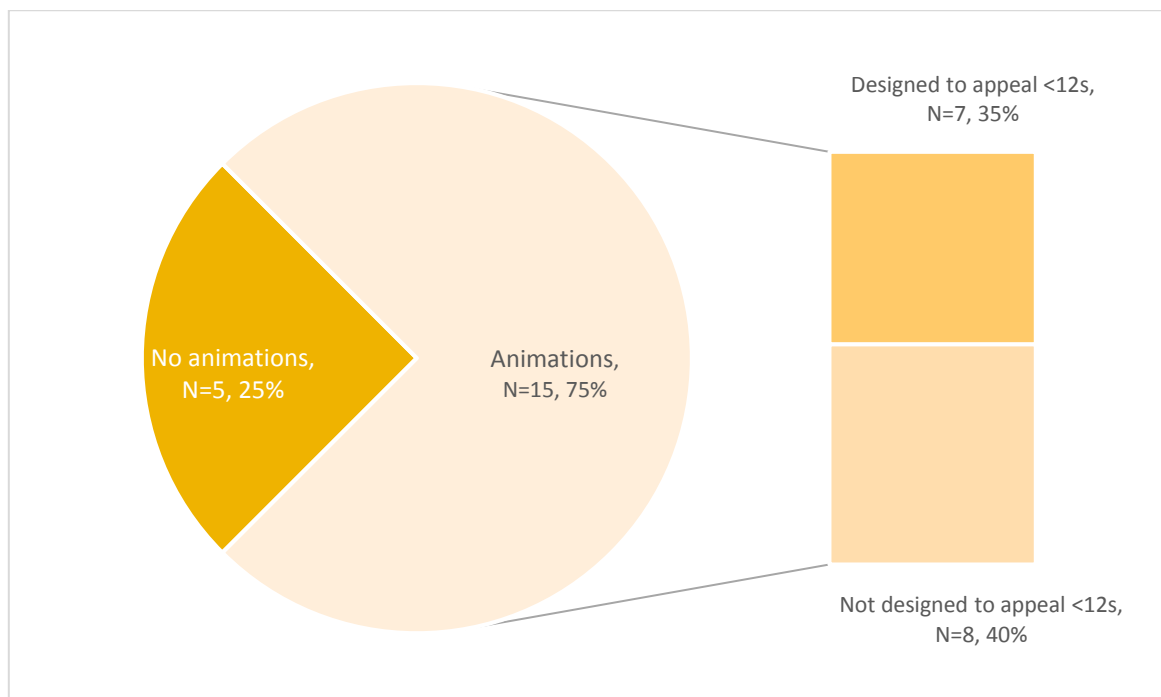 Designed to appeal <12s,
N=7, 35%
No animations,
N=5, 25%
Animations,
N=15, 75%
Not designed to appeal <12s,
N=8, 40%